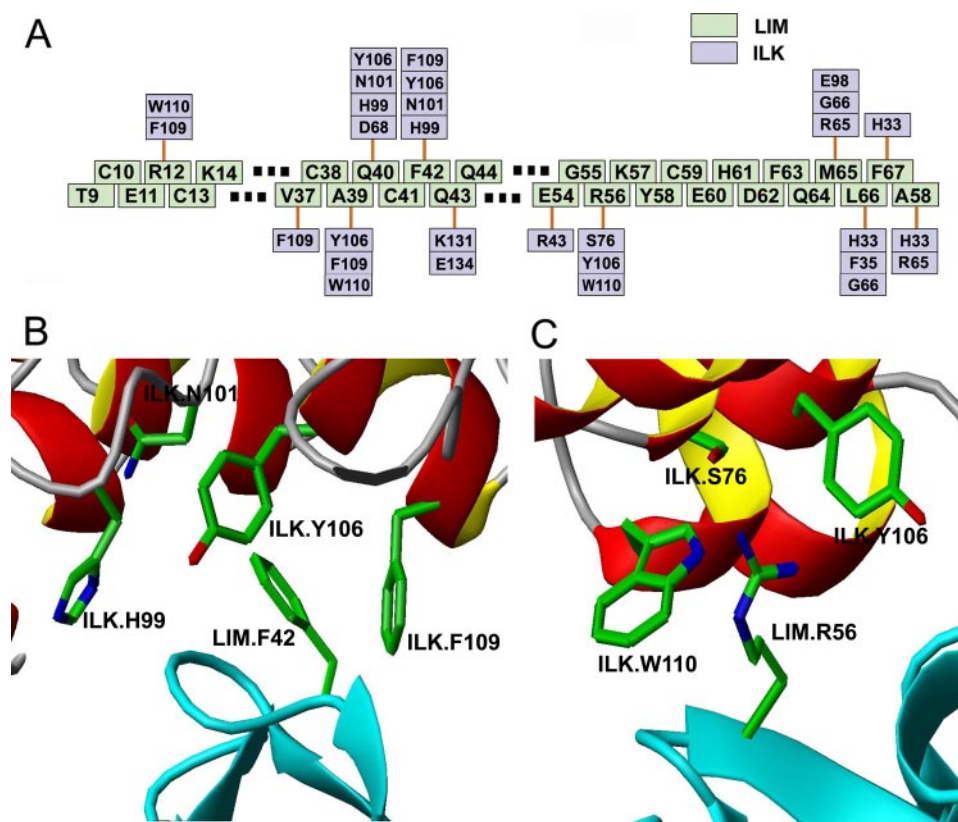 A
LIM
ILK
Y106 F109
N101 Y106
H99 N101
D68 H99
W110
F109
E98
G66
R65
H33
C10 R12 K14 C38 Q40 F42 Q44 G55 K57 C59 H61 F63 M65 F67
T9 E11 C13 V37 A39 C41 Q43 E54 R56 Y58 E60 D62 Q64 L66 A58
F109
Y106
F109
W110
K131
E134
R43
S76
Y106
W110
H33
F35
G66
H33
R65
B
ILK.N101
ILK.Y106
ILK.H99
LIM.F42
ILK.F109
C
ILK.S76
ILK.Y106
LIM.R56
ILK.W110